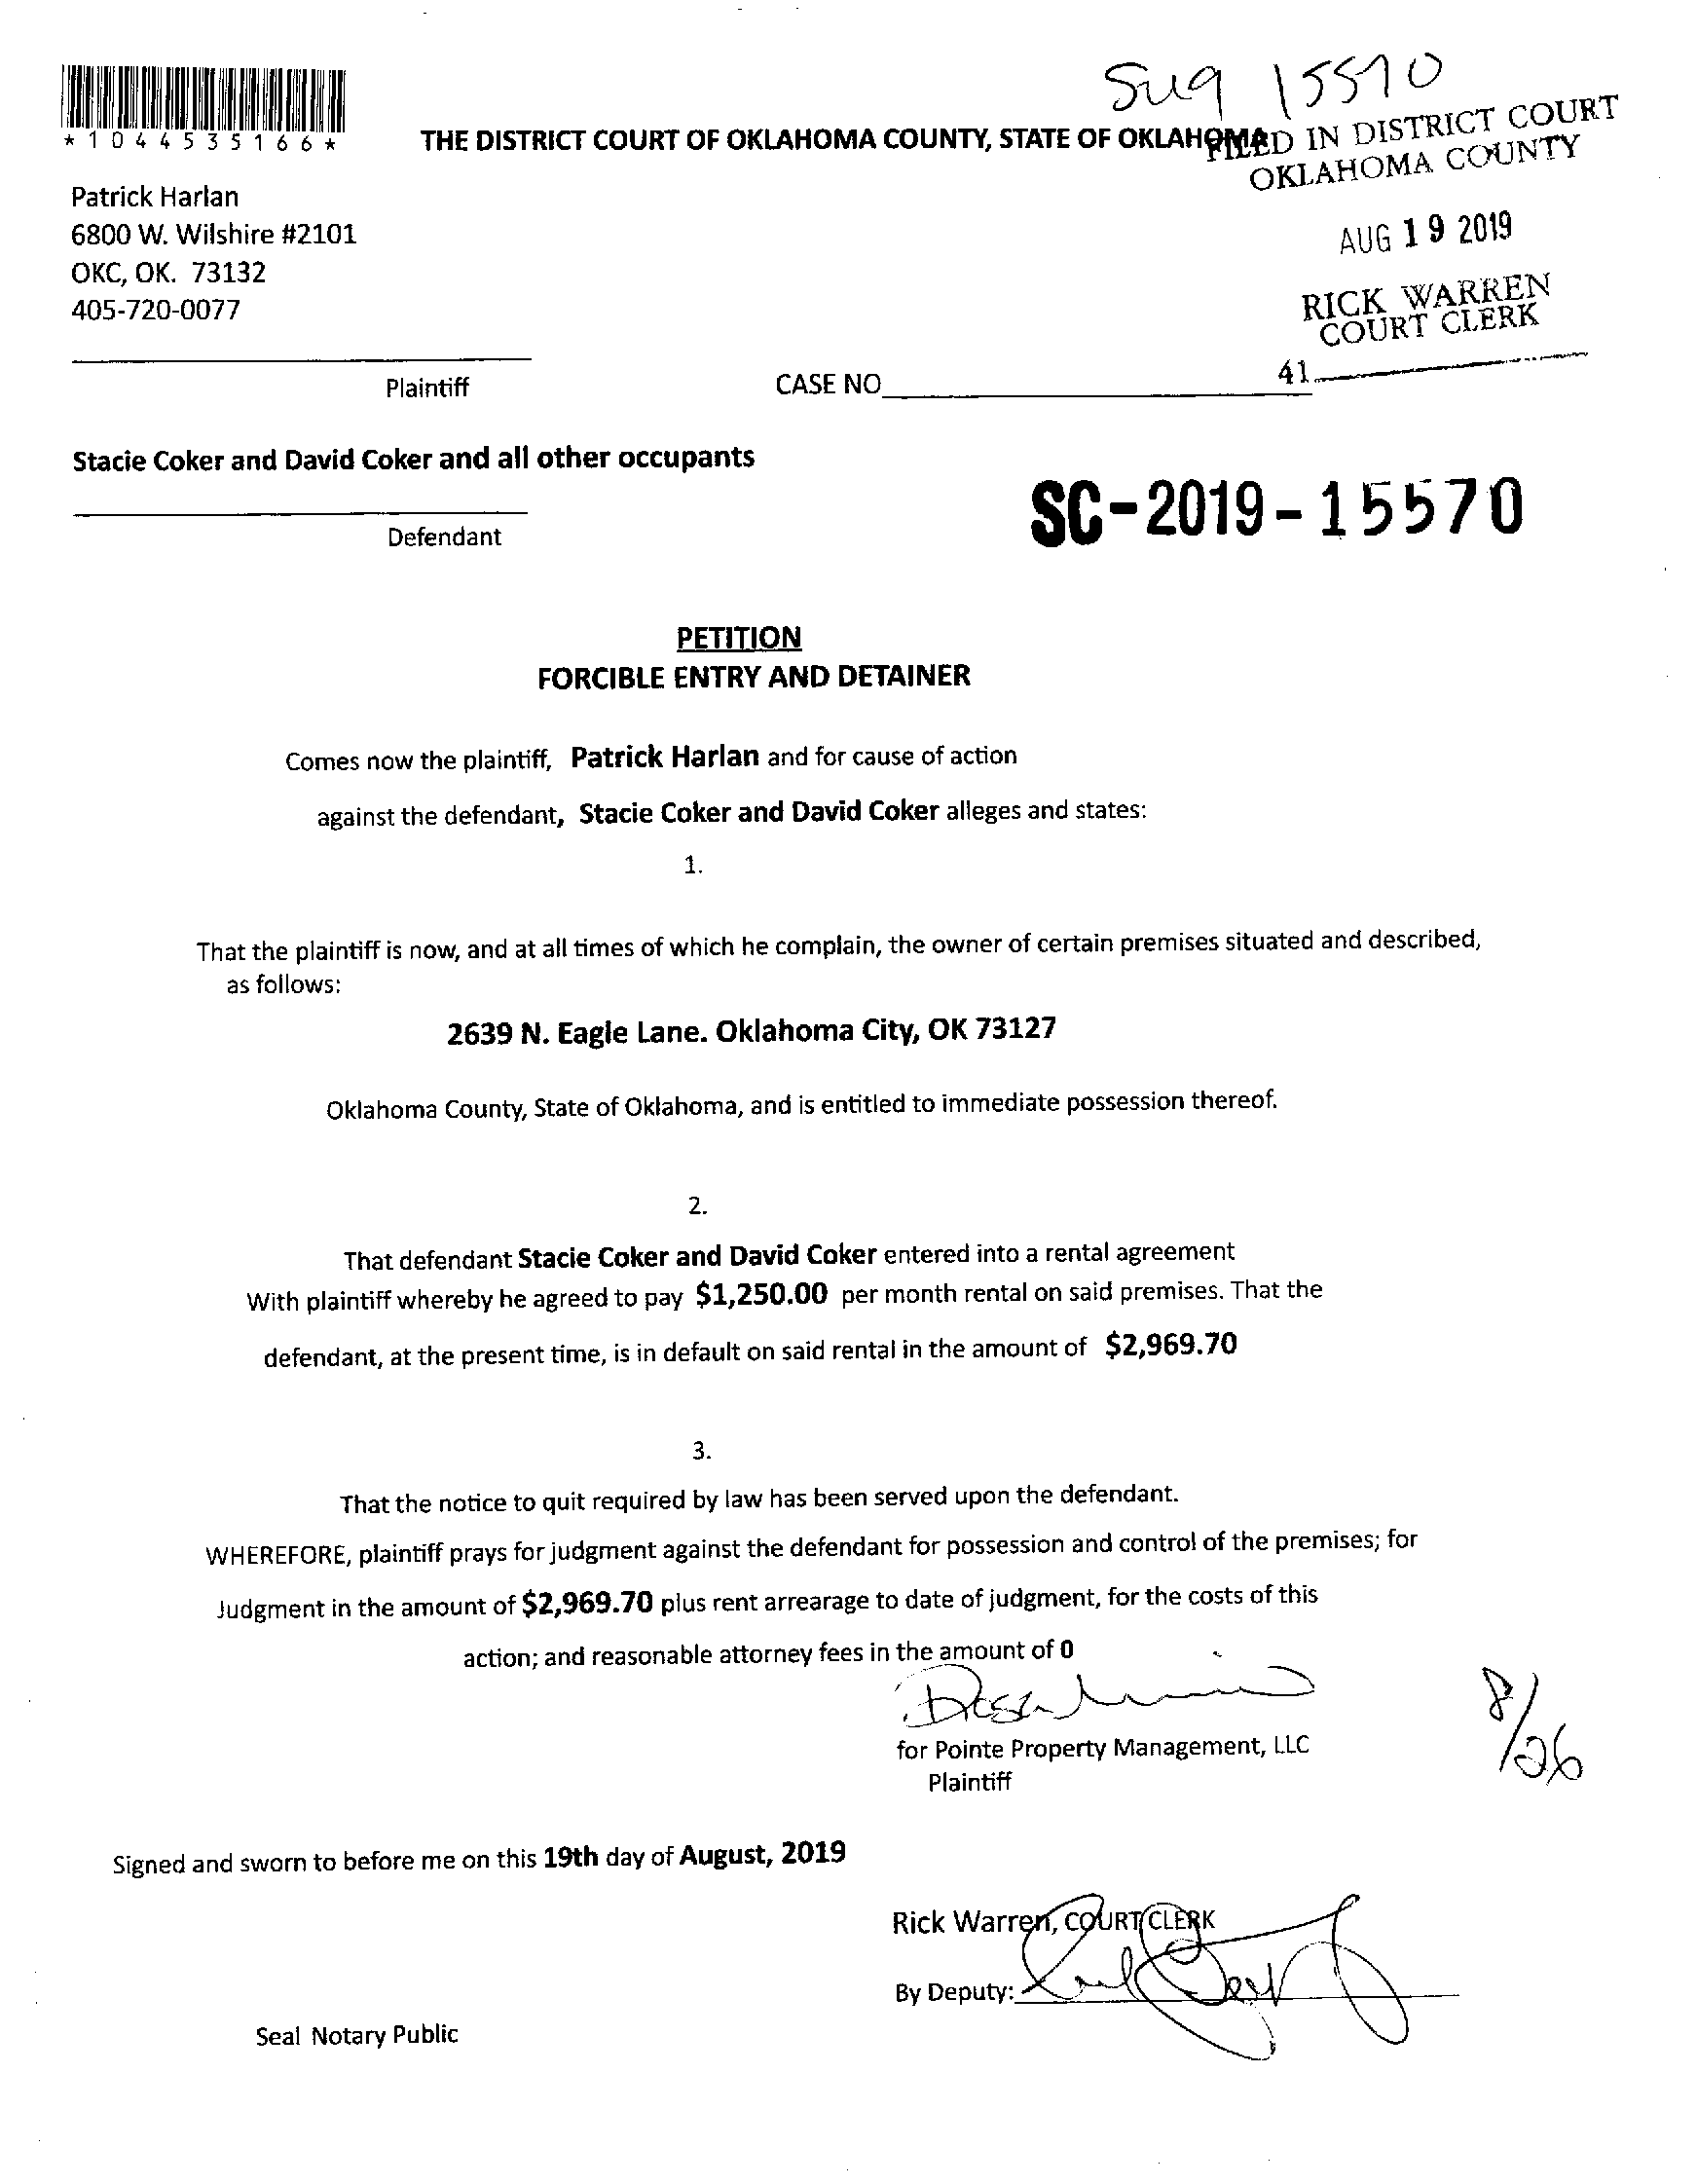 Sug 15570
*1044535166*
THE DISTRICT COURT OF OKLAHOMA COUNTY, STATE OF OKLAHOMA
FILED IN DISTRICT COURT
OKLAHOMA COUNTY
Patrick Harlan
6800 W. Wilshire #2101
OKC, OK. 73132
405-720-0077
AUG 19 2019
RICK WARREN
COURT CLERK
41
Plaintiff
CASE NO
Stacie Coker and David Coker and all other occupants
SC-2019-15570
Defendant
PETITION
FORCIBLE ENTRY AND DETAINER
Comes now the plaintiff, Patrick Harlan and for cause of action
against the defendant, Stacie Coker and David Coker alleges and states:
1.
That the plaintiff is now, and at all times of which he complain, the owner of certain premises situated and described,
as follows:
2639 N. Eagle Lane. Oklahoma City, OK 73127
Oklahoma County, State of Oklahoma, and is entitled to immediate possession thereof.
2.
That defendant Stacie Coker and David Coker entered into a rental agreement
With plaintiff whereby he agreed to pay $1,250.00 per month rental on said premises. That the
defendant, at the present time, is in default on said rental in the amount of $2,969.70
3.
That the notice to quit required by law has been served upon the defendant.
WHEREFORE, plaintiff prays for judgment against the defendant for possession and control of the premises; for
Judgment in the amount of $2,969.70 plus rent arrearage to date of judgment, for the costs of this
action; and reasonable attorney fees in the amount of 0
for Pointe Property Management, LLC
Plaintiff
8/26
Signed and sworn to before me on this 19th day of August, 2019
Rick Warren, COURT CLERK
By Deputy:
Seal Notary Public